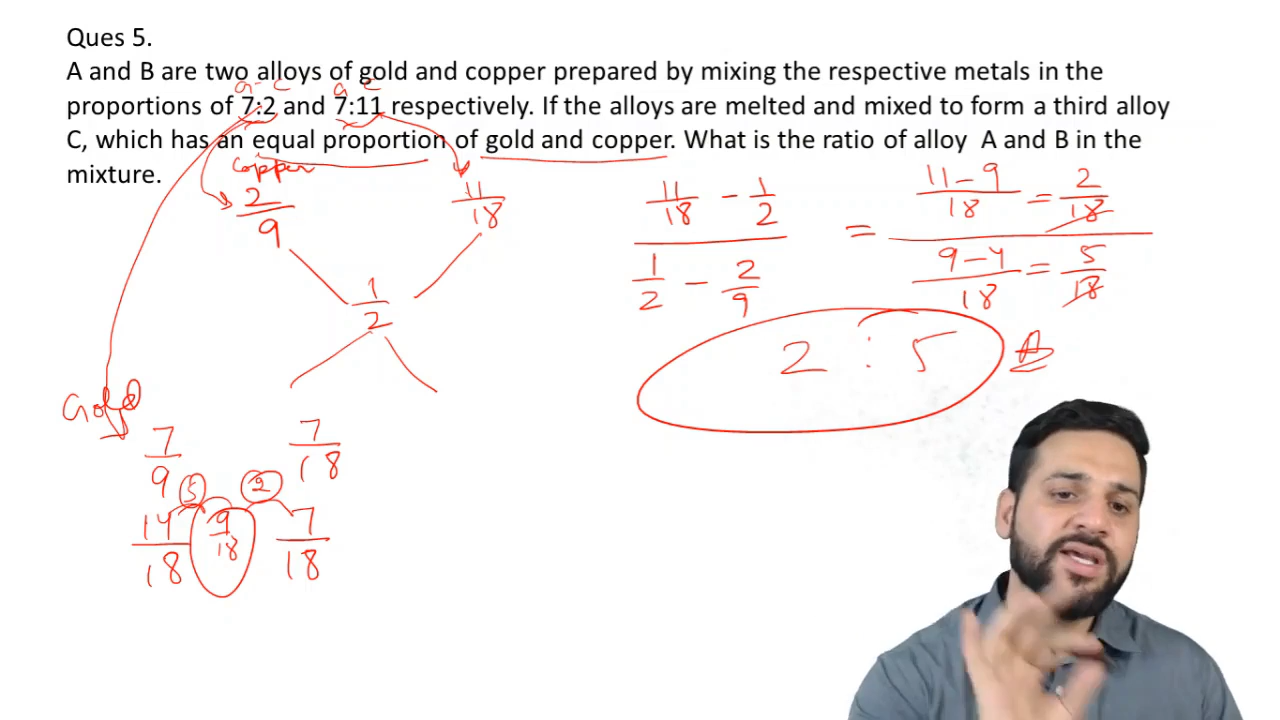 Ques 5.
A and B are two alloys of gold and copper prepared by mixing the respective metals in the
G - C G C
proportions of 7:2 and 7:11 respectively. If the alloys are melted and mixed to form a third alloy
C, which has an equal proportion of gold and copper. What is the ratio of alloy A and B in the
mixture.
Copper
2/9 11/18
1/2
11/18 - 1/2 = 11-9/18 = 2/18
1/2 - 2/9 9-4/18 = 5/18
2 : 5 A
Gold
7/9 7/18
5 2
14/18 9/18 7/18